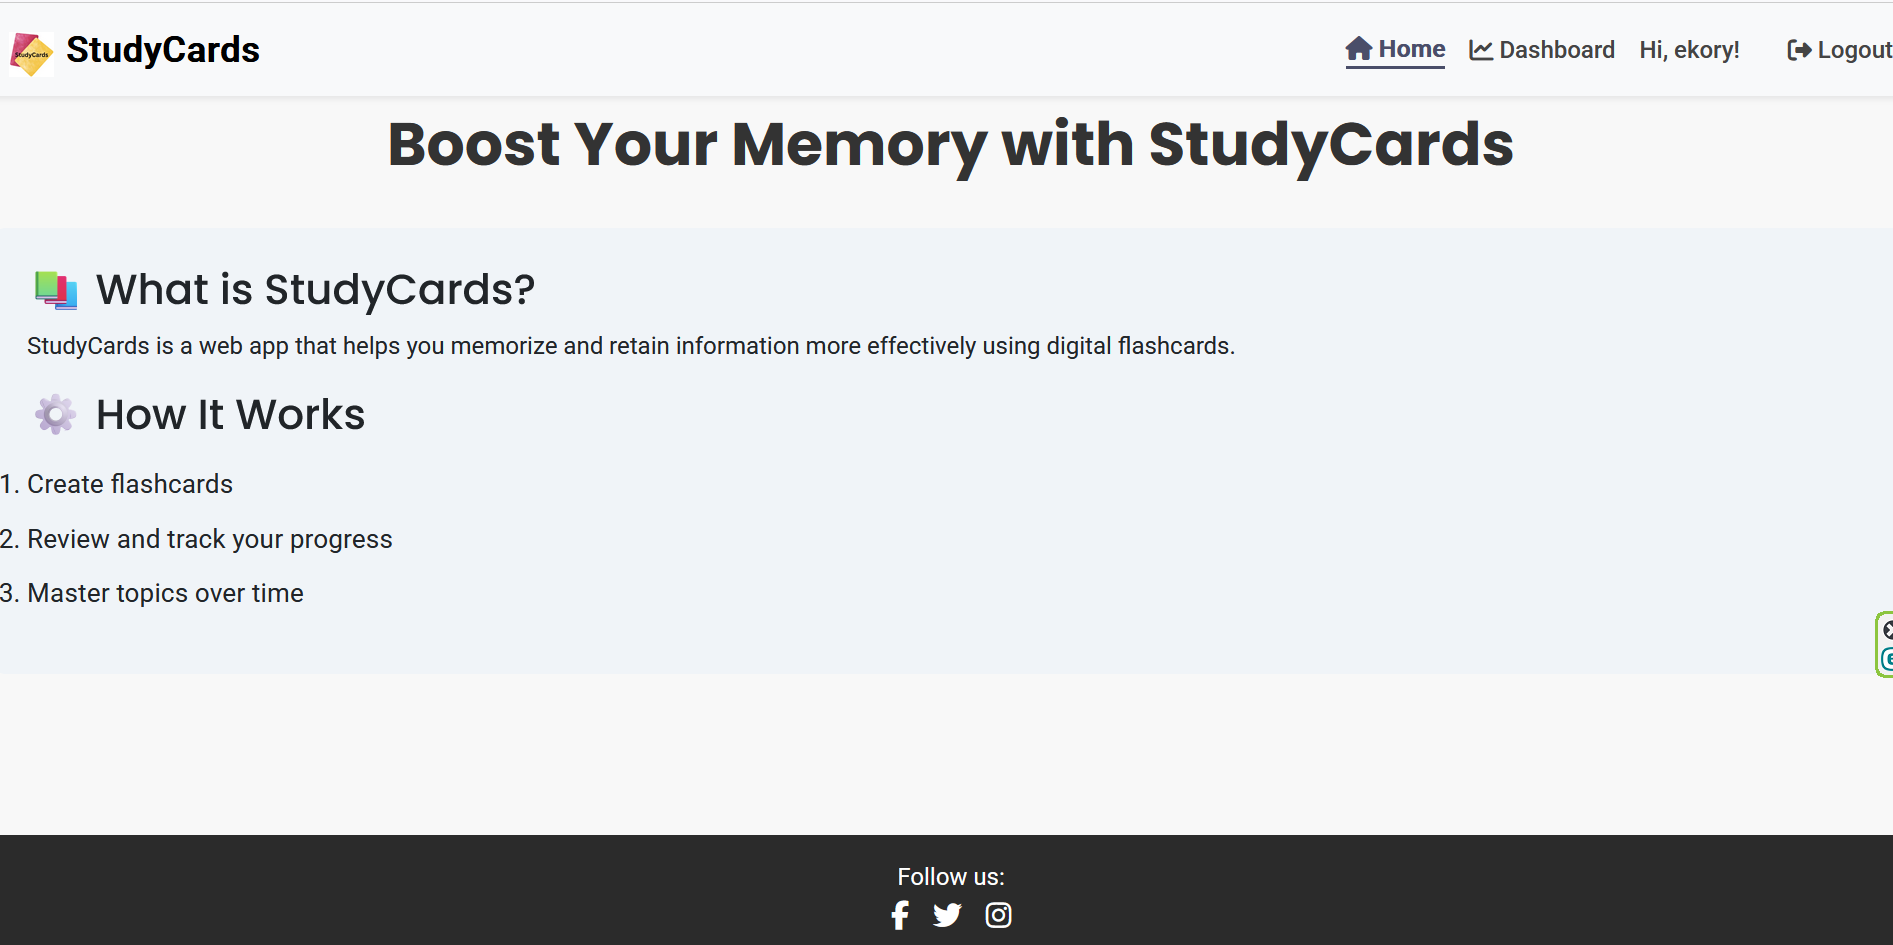 StudyCards
StudyCards
Home
Dashboard
Hi, ekory!
Logout
Boost Your Memory with StudyCards
What is StudyCards?
StudyCards is a web app that helps you memorize and retain information more effectively using digital flashcards.
How It Works
1. Create flashcards
2. Review and track your progress
3. Master topics over time
Follow us: